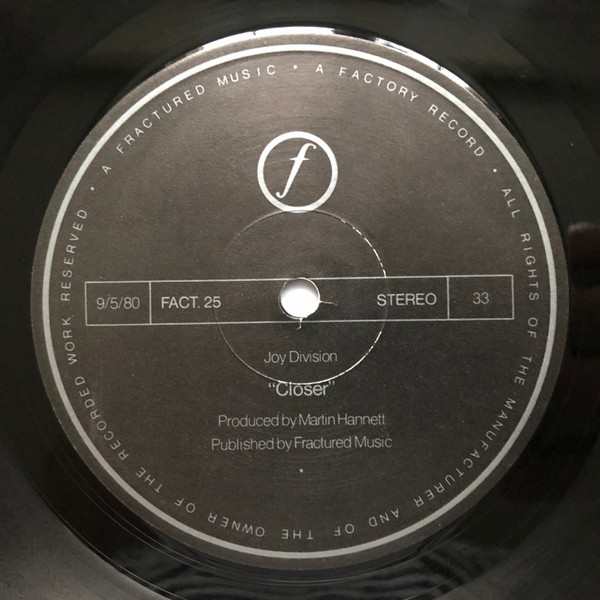 A FRACTURED MUSIC • A FACTORY RECORD • ALL RIGHTS OF THE MANUFACTURER AND OF THE OWNER OF THE RECORDED WORK RESERVED •
f
9/5/80 FACT. 25 STEREO 33
Joy Division
“Closer”
Produced by Martin Hannett
Published by Fractured Music